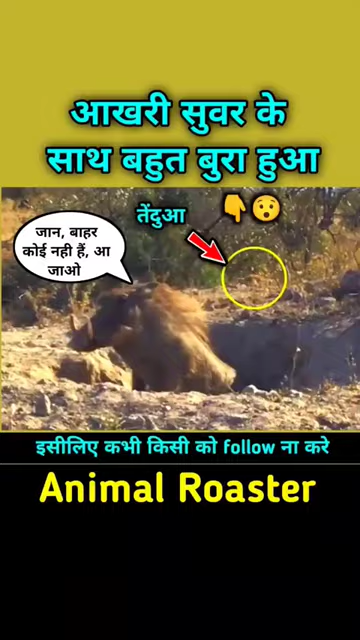 आखरी सुवर के
साथ बहुत बुरा हुआ
तेंदुआ 👇😯
जान, बाहर
कोई नही हैं, आ
जाओ
इसीलिए कभी किसी को follow ना करे
Animal Roaster